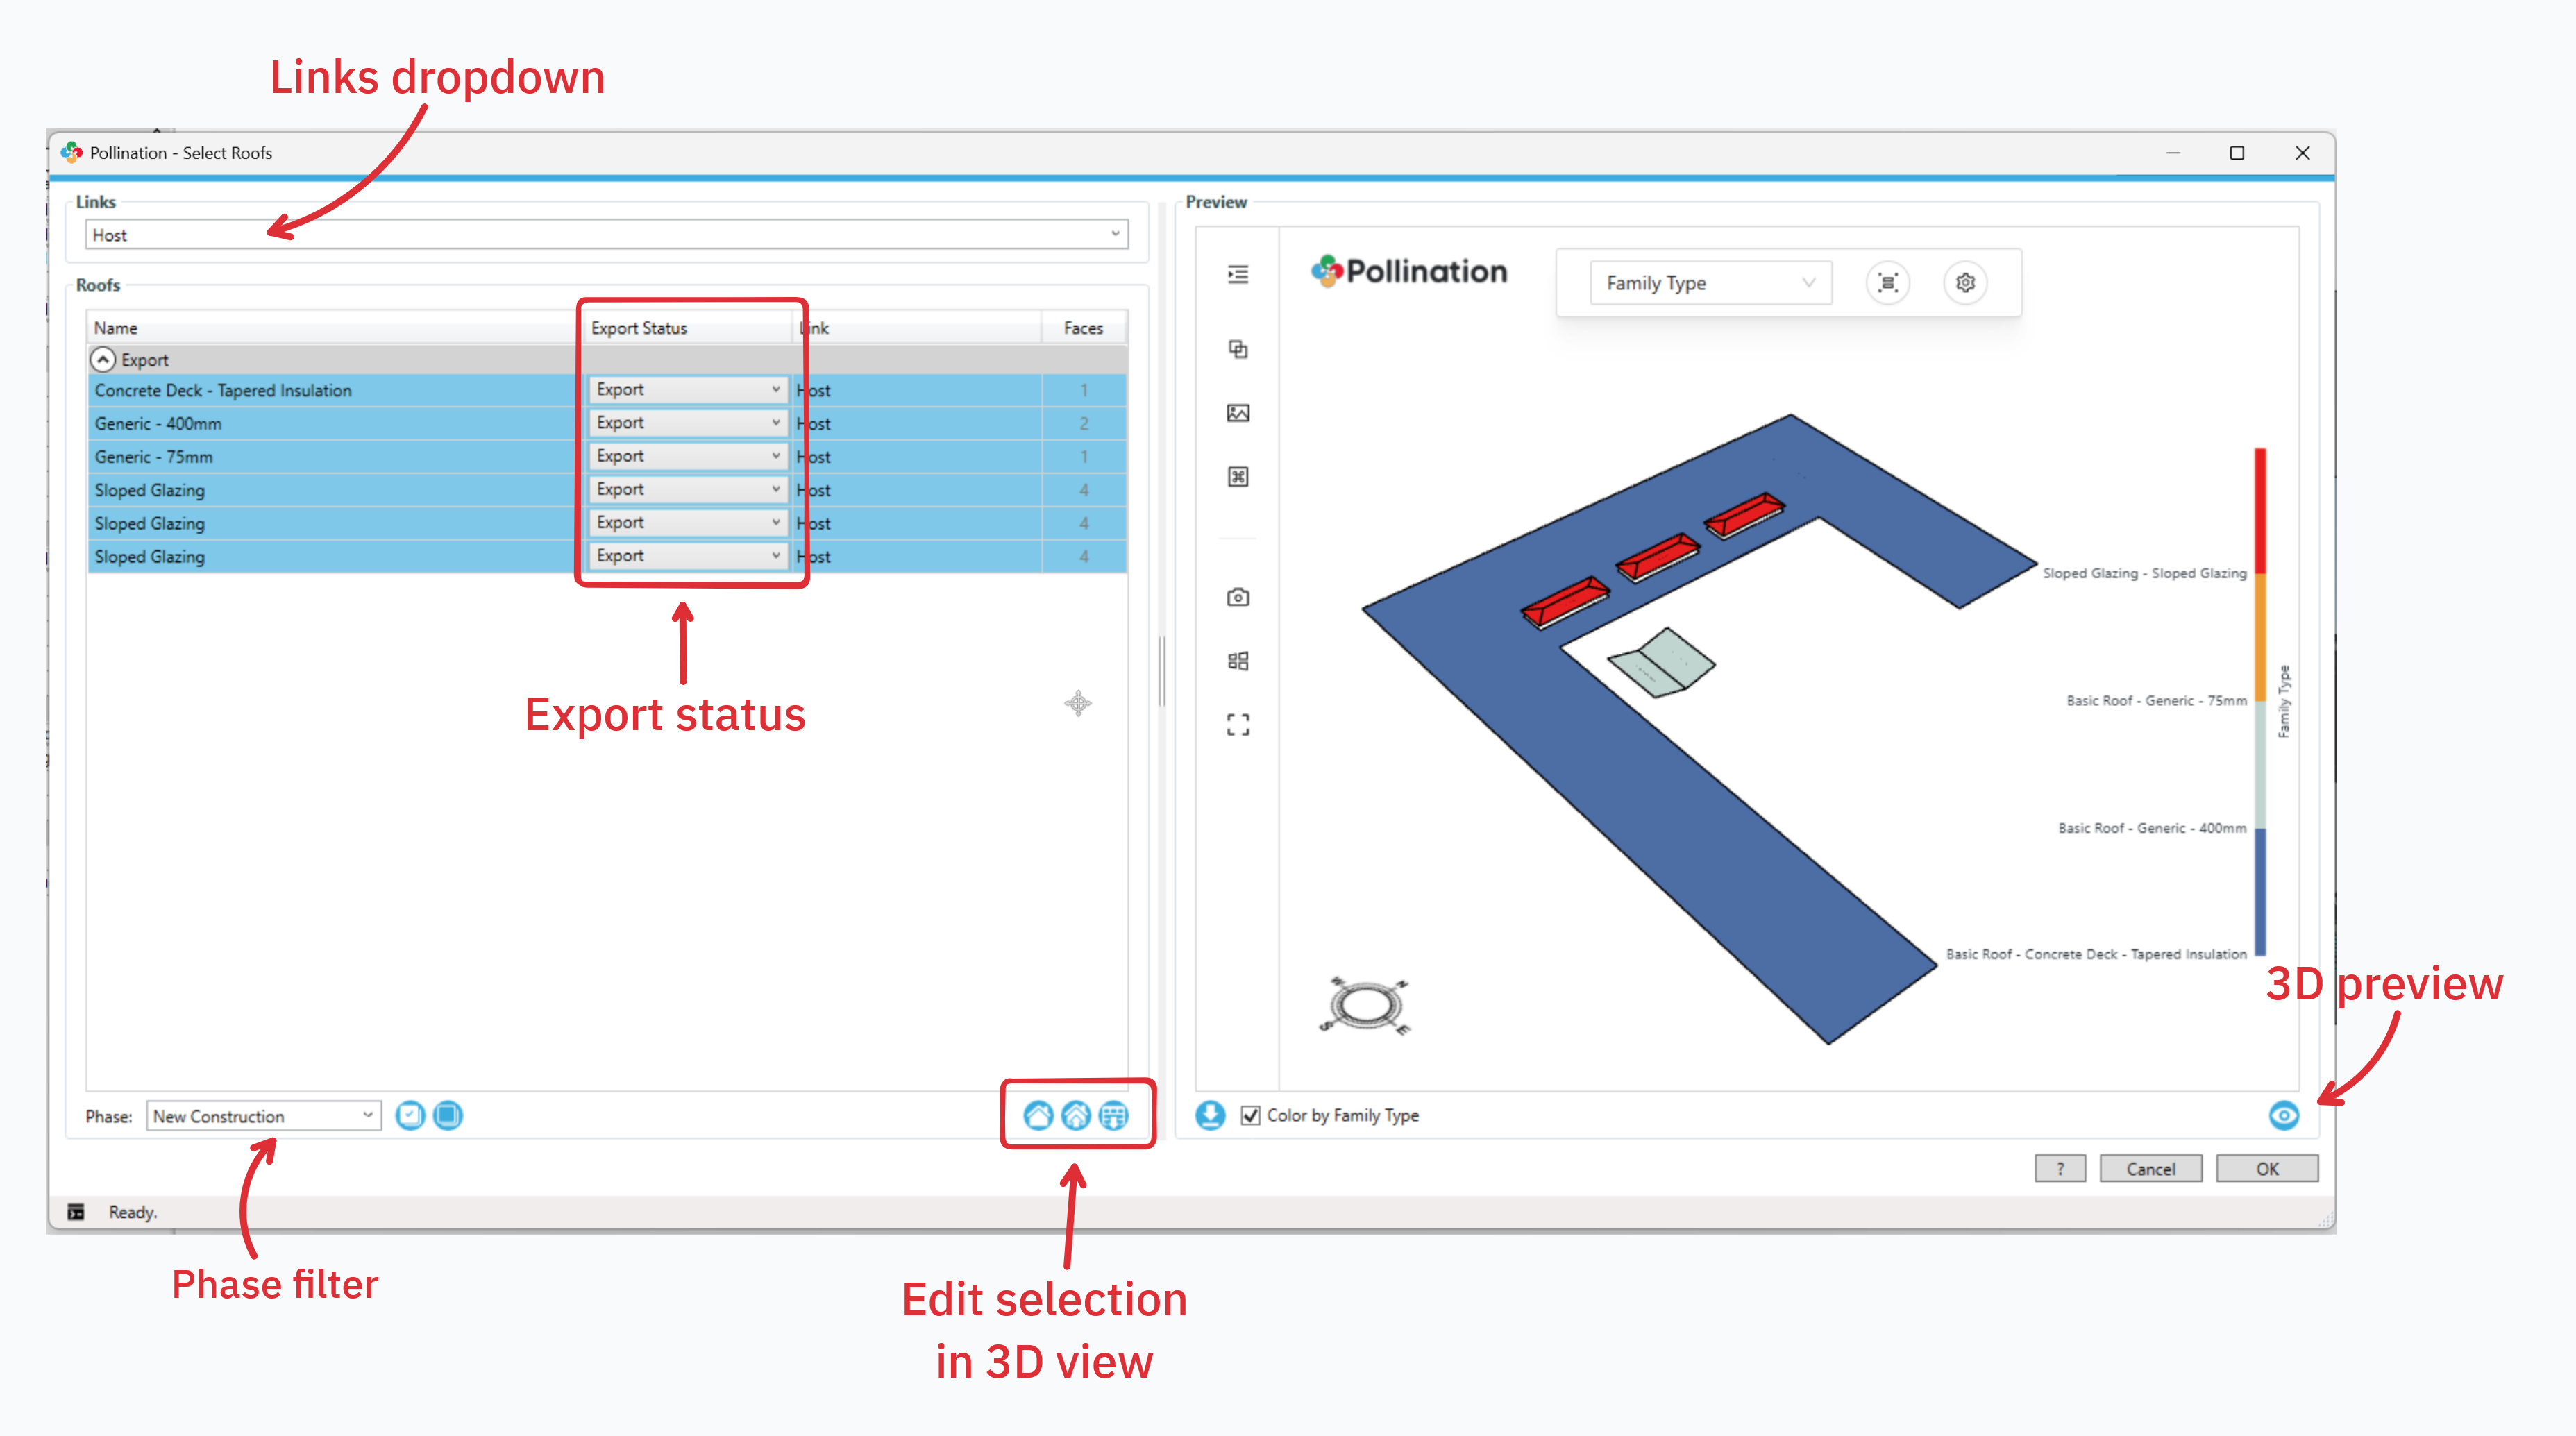 Links dropdown
Pollination - Select Roofs
Links
Host
Roofs
Name Export Status Link Faces
Export
Concrete Deck - Tapered Insulation Export Host 1
Generic - 400mm Export Host 2
Generic - 75mm Export Host 1
Sloped Glazing Export Host 4
Sloped Glazing Export Host 4
Sloped Glazing Export Host 4
Export status
Phase: New Construction
Phase filter
Edit selection
in 3D view
Preview
Pollination
Family Type
Sloped Glazing - Sloped Glazing
Basic Roof - Generic - 75mm
Family Type
Basic Roof - Generic - 400mm
Basic Roof - Concrete Deck - Tapered Insulation
W N
S E
3D preview
Color by Family Type
? Cancel OK
Ready.